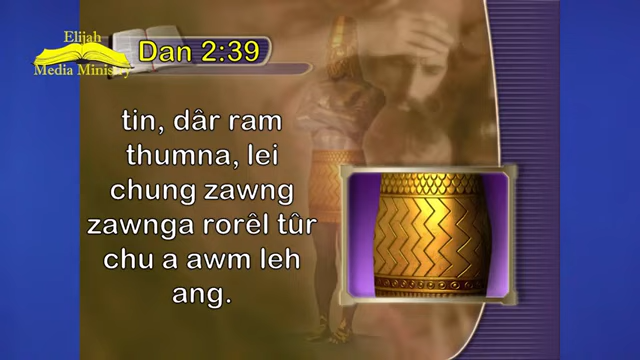 Elijah
Media Ministry
Dan 2:39
tin, dâr ram
thumna, lei
chung zawng
zawnga rorêl tûr
chu a awm leh
ang.